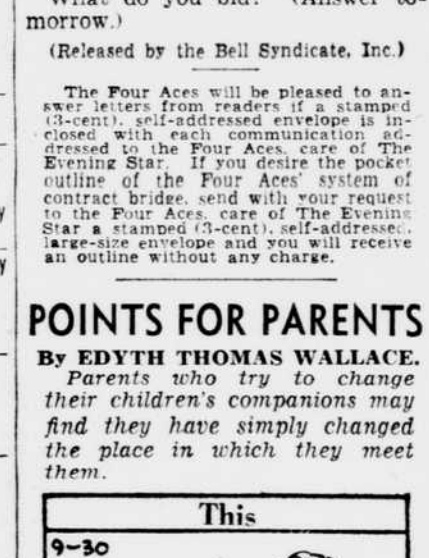 What do you bid? (Answer to-
morrow.)
(Released by the Bell Syndicate, Inc.)
The Four Aces will be pleased to an-
swer letters from readers if a stamped
(3-cent), self-addressed envelope is in-
closed with each communication ad-
dressed to the Four Aces, care of The
Evening Star. If you desire the pocket
outline of the Four Aces' system of
contract bridge, send with your request
to the Four Aces, care of The Evening
Star a stamped (3-cent), self-addressed,
large-size envelope and you will receive
an outline without any charge.
POINTS FOR PARENTS
By EDYTH THOMAS WALLACE.
Parents who try to change
their children's companions may
find they have simply changed
the place in which they meet
them.
This
9-30